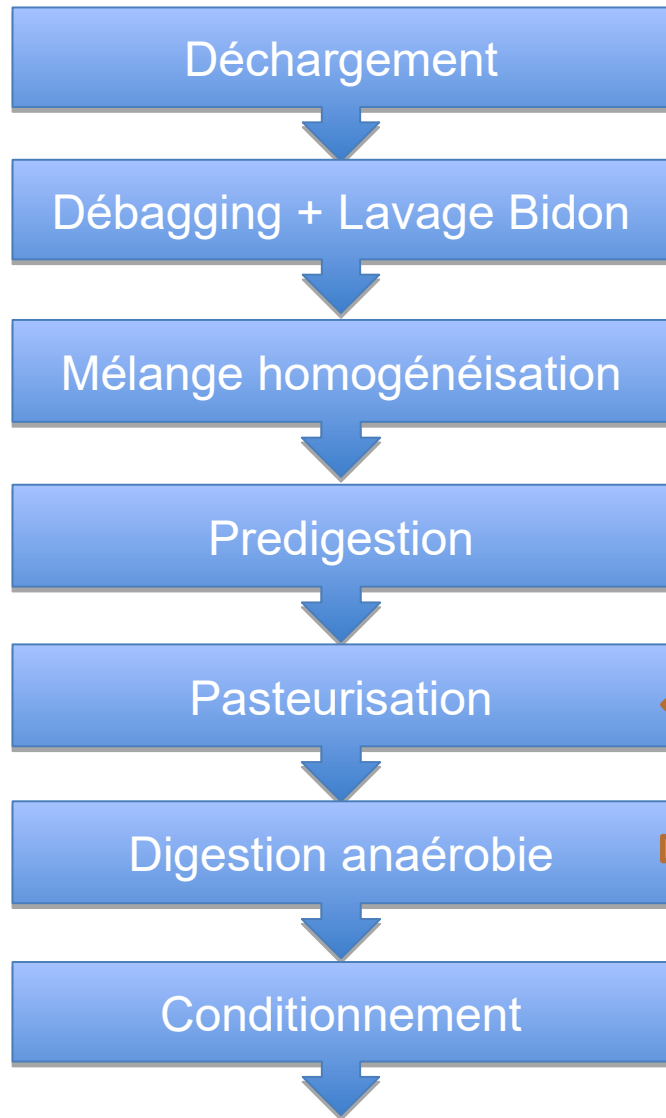 Déchargement
Débagging + Lavage Bidon
Mélange homogénéisation
Predigestion
Pasteurisation
Digestion anaérobie
Conditionnement